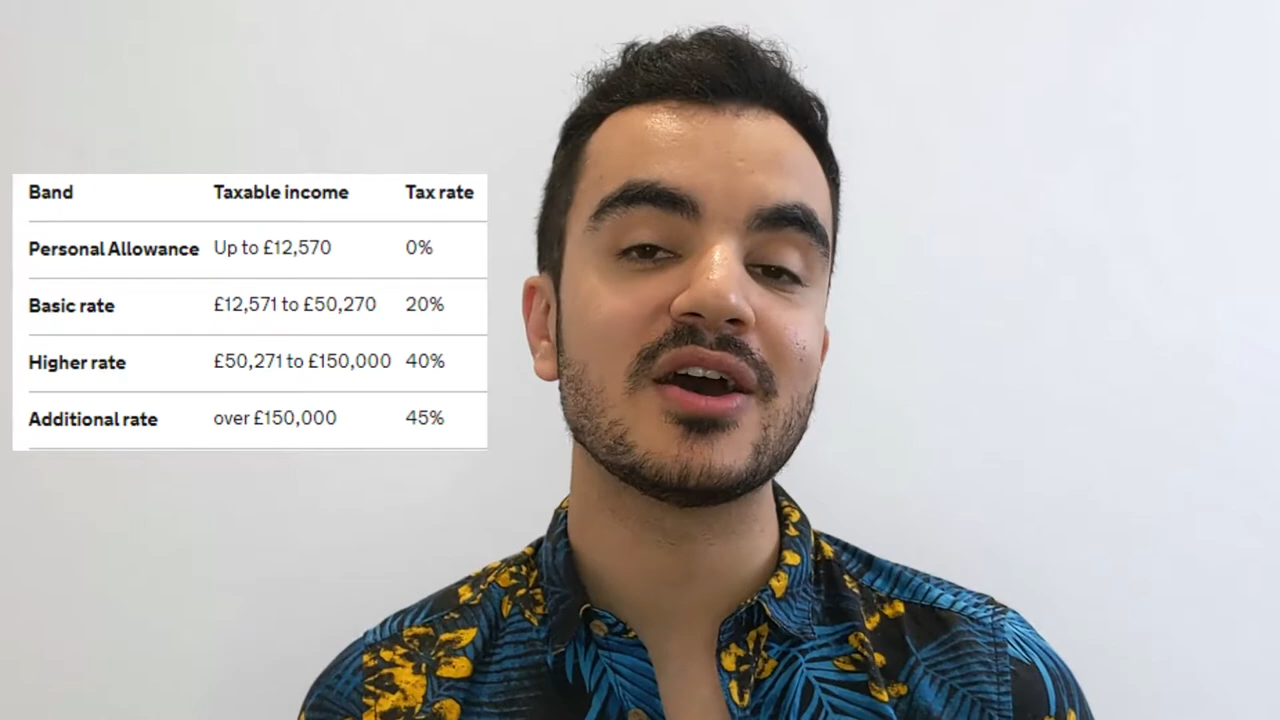 Band Taxable income Tax rate
Personal Allowance Up to £12,570 0%
Basic rate £12,571 to £50,270 20%
Higher rate £50,271 to £150,000 40%
Additional rate over £150,000 45%